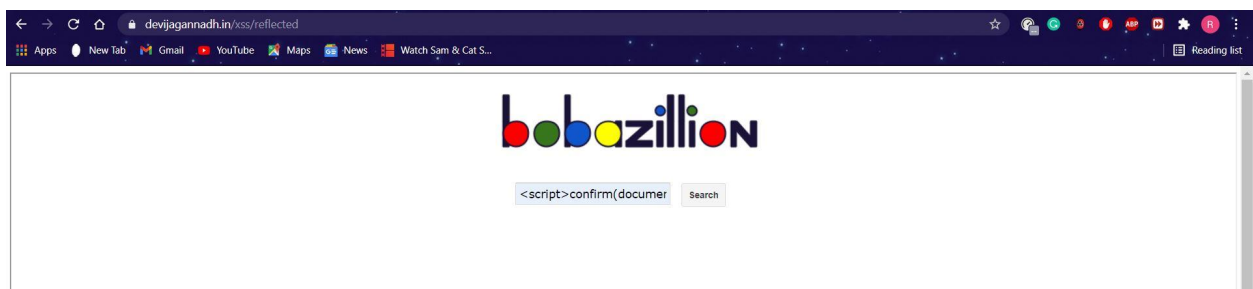 devijagannadh.in/xss/reflected
Apps New Tab Gmail YouTube Maps News Watch Sam & Cat S... Reading list
bobazillion
<script>confirm(documer Search